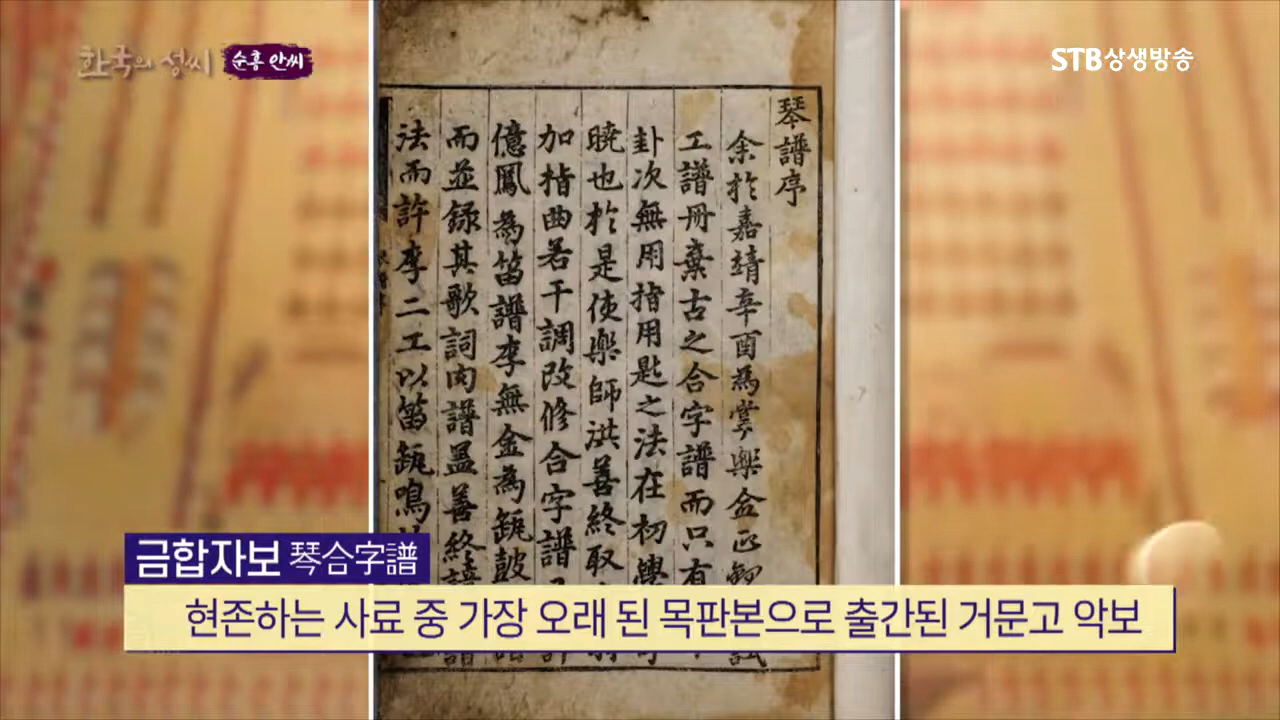 한국의 성씨 순흥 안씨
STB상생방송
琴譜序
余於嘉靖辛酉為掌樂僉正
工譜冊棄古之合字譜而只有
卦次無用指用匙之法在初學
曉也於是使樂師洪善終取
加指曲若干調改修合字譜
億鳳為笛譜李無金為缻鼓
而並錄其歌詞肉譜盖善終
法而許李二工以笛缻鳴
금합자보 琴合字譜
현존하는 사료 중 가장 오래 된 목판본으로 출간된 거문고 악보